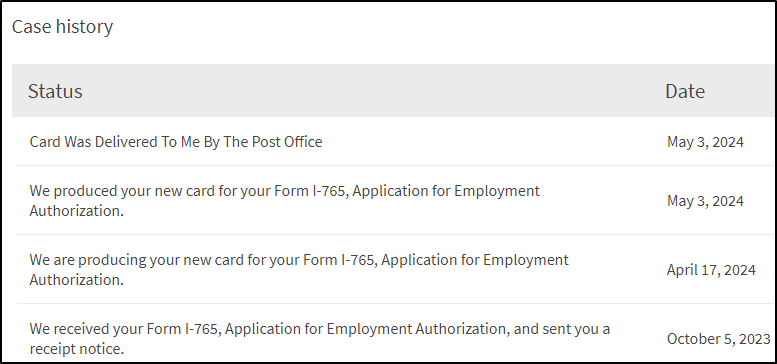 Case history
Status Date
Card Was Delivered To Me By The Post Office May 3, 2024
We produced your new card for your Form I-765, Application for Employment May 3, 2024
Authorization.
We are producing your new card for your Form I-765, Application for Employment April 17, 2024
Authorization.
We received your Form I-765, Application for Employment Authorization, and sent you a October 5, 2023
receipt notice.